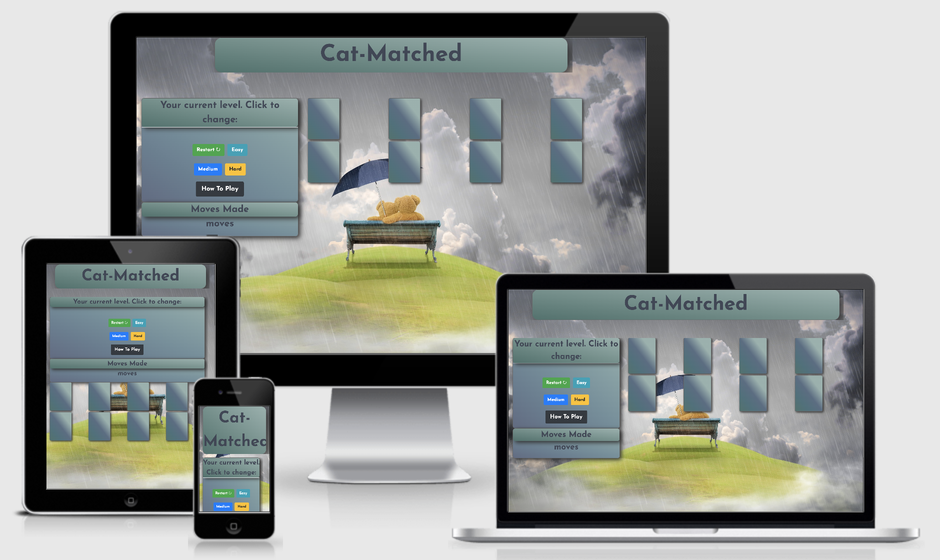 Cat-Matched
Your current level. Click to
change:
Restart ↻ Easy
Medium Hard
How To Play
Moves Made
moves
Cat-Matched
Your current level. Click to change:
Restart ↻ Easy
Medium Hard
How To Play
Moves Made
moves
Cat-
Matched
Your current level.
Click to change:
Restart ↻ Easy
Medium Hard
Cat-Matched
Your current level. Click to
change:
Restart ↻ Easy
Medium Hard
How To Play
Moves Made
moves